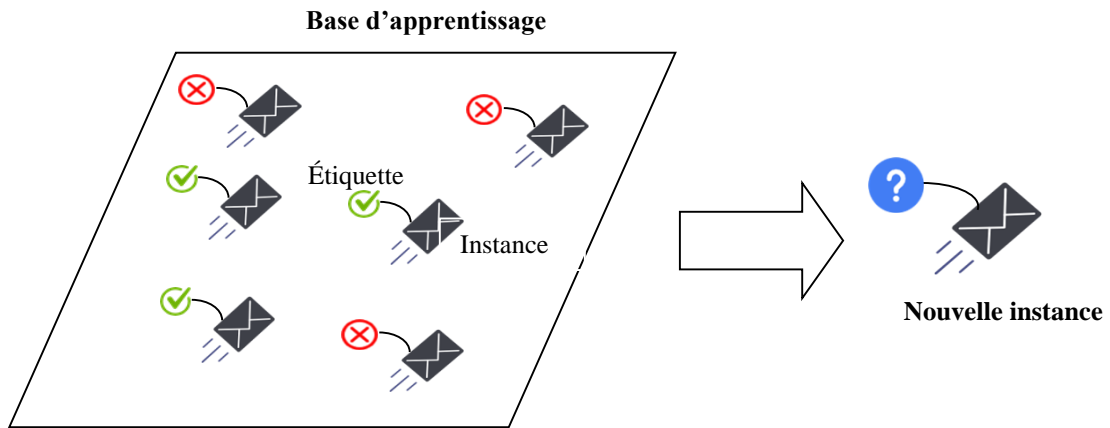 Base d’apprentissage
Étiquette
Instance
?
Nouvelle instance